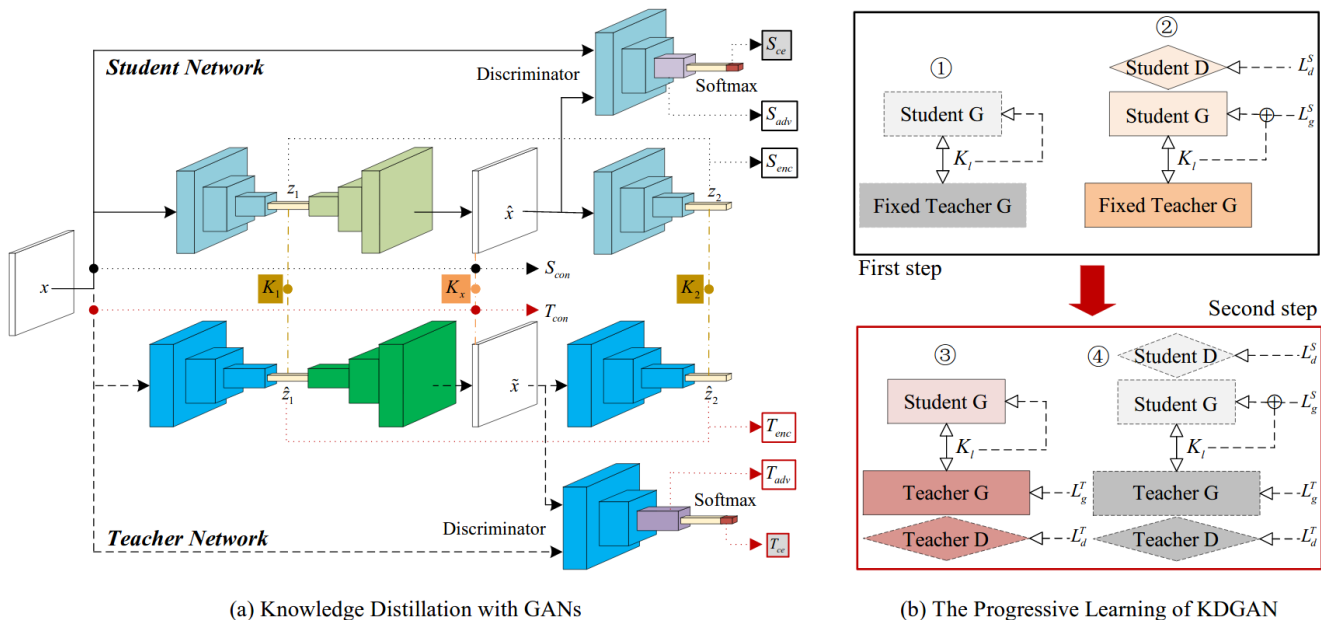 Student Network
Discriminator
Softmax
S_ce
S_adv
S_enc
z_1
z_2
x̂
x
S_con
K_1
K_x
K_2
T_con
ẑ_1
x̃
ẑ_2
T_enc
T_adv
Softmax
Discriminator
T_ce
Teacher Network
(a) Knowledge Distillation with GANs
①
②
Student D
L_d^S
Student G
Student G
L_g^S
K_l
K_l
Fixed Teacher G
Fixed Teacher G
First step
Second step
③
④
Student D
L_d^S
Student G
Student G
L_g^S
K_l
K_l
Teacher G
L_g^T
Teacher G
L_g^T
Teacher D
L_d^T
Teacher D
L_d^T
(b) The Progressive Learning of KDGAN